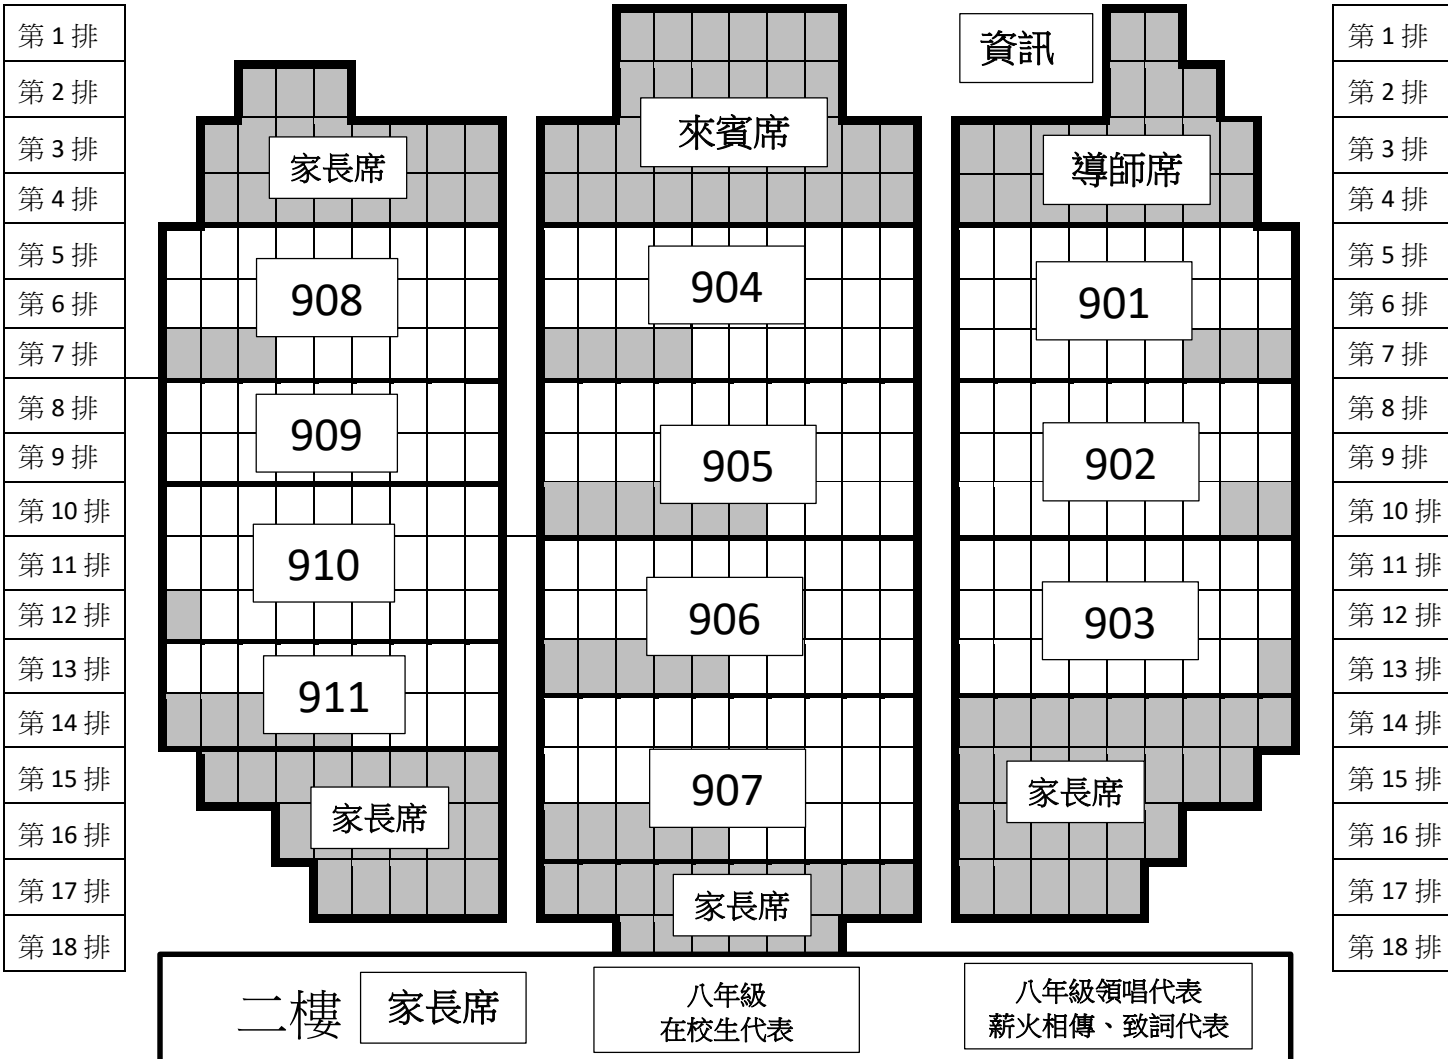 第 1 排
第 2 排
第 3 排
第 4 排
第 5 排
第 6 排
第 7 排
第 8 排
第 9 排
第 10 排
第 11 排
第 12 排
第 13 排
第 14 排
第 15 排
第 16 排
第 17 排
第 18 排
家長席
908
909
910
911
家長席
來賓席
904
905
906
907
家長席
資訊
導師席
901
902
903
家長席
第 1 排
第 2 排
第 3 排
第 4 排
第 5 排
第 6 排
第 7 排
第 8 排
第 9 排
第 10 排
第 11 排
第 12 排
第 13 排
第 14 排
第 15 排
第 16 排
第 17 排
第 18 排
二樓
家長席
八年級
在校生代表
八年級領唱代表
薪火相傳、致詞代表